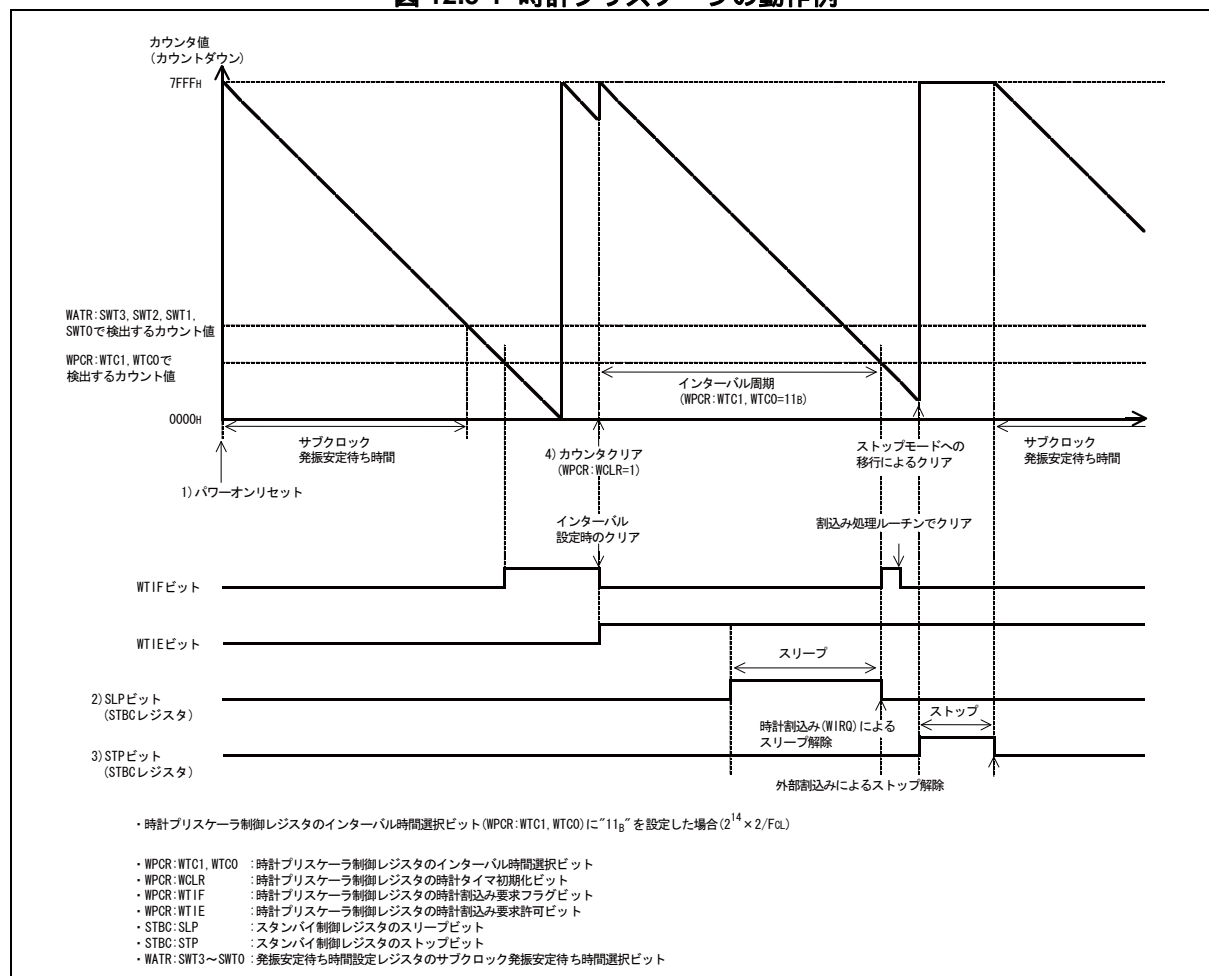 図 12.5-1 時計プリスケーラの動作例
カウンタ値
(カウントダウン)
7FFFH
WATR:SWT3, SWT2, SWT1,
SWT0で検出するカウント値
WPCR:WTC1, WTC0で
検出するカウント値
0000H
インターバル周期
(WPCR:WTC1, WTC0=11B)
サブクロック
発振安定待ち時間
4) カウンタクリア
(WPCR:WCLR=1)
ストップモードへの
移行によるクリア
サブクロック
発振安定待ち時間
1) パワーオンリセット
インターバル
設定時のクリア
割込み処理ルーチンでクリア
WTIFビット
WTIEビット
スリープ
2) SLPビット
(STBCレジスタ)
ストップ
時計割込み(WIRQ)による
スリープ解除
3) STPビット
(STBCレジスタ)
外部割込みによるストップ解除
・時計プリスケーラ制御レジスタのインターバル時間選択ビット(WPCR:WTC1, WTC0)に"11B"を設定した場合(2^14×2/FCL)
・WPCR:WTC1, WTC0 :時計プリスケーラ制御レジスタのインターバル時間選択ビット
・WPCR:WCLR :時計プリスケーラ制御レジスタの時計タイマ初期化ビット
・WPCR:WTIF :時計プリスケーラ制御レジスタの時計割込み要求フラグビット
・WPCR:WTIE :時計プリスケーラ制御レジスタの時計割込み要求許可ビット
・STBC:SLP :スタンバイ制御レジスタのスリープビット
・STBC:STP :スタンバイ制御レジスタのストップビット
・WATR:SWT3～SWT0 :発振安定待ち時間設定レジスタのサブクロック発振安定待ち時間選択ビット